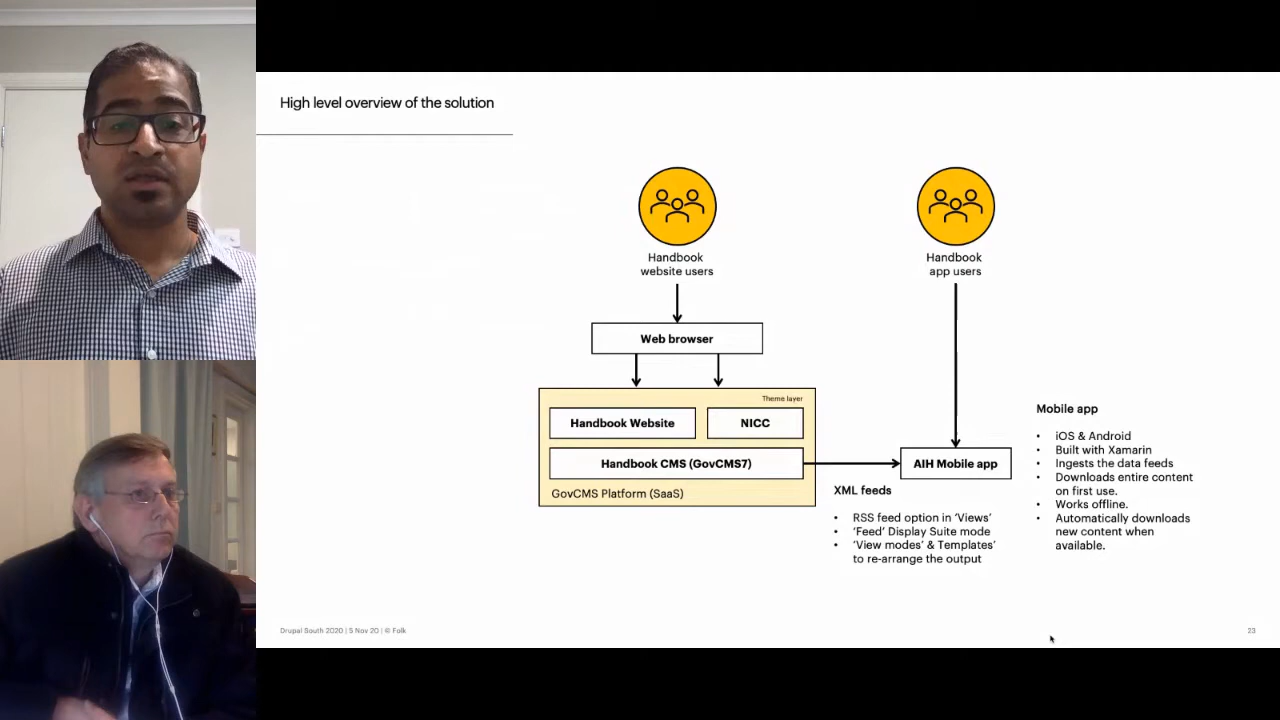 High level overview of the solution
Handbook
website users
Handbook
app users
Web browser
Theme layer
Handbook Website
NICC
Handbook CMS (GovCMS7)
GovCMS Platform (SaaS)
AIH Mobile app
XML feeds
• RSS feed option in ‘Views’
• ‘Feed’ Display Suite mode
• ‘View modes’ & Templates’
to re-arrange the output
Mobile app
• iOS & Android
• Built with Xamarin
• Ingests the data feeds
• Downloads entire content
on first use.
• Works offline.
• Automatically downloads
new content when
available.
Drupal South 2020 | 5 Nov 20 | © Folk
23